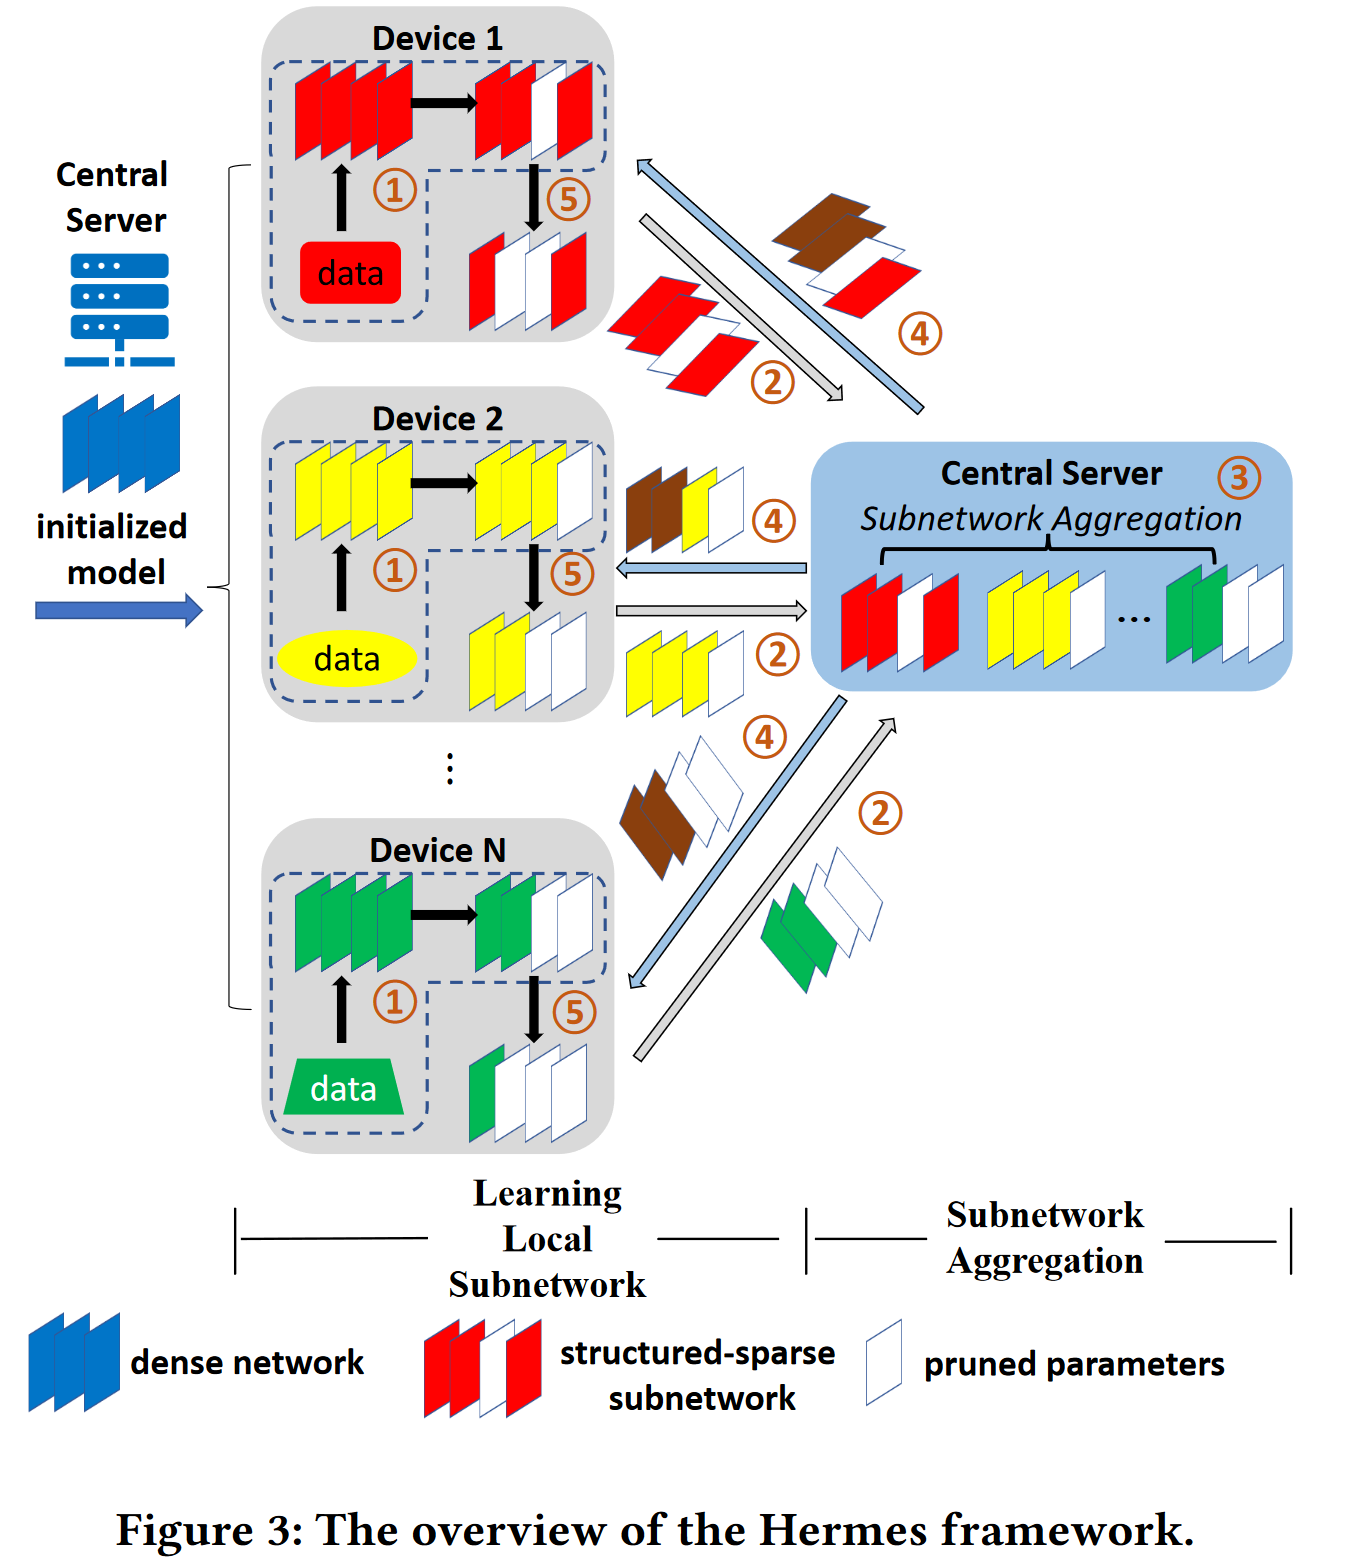 Central
Server
initialized
model
Device 1
①
data
⑤
②
④
Device 2
①
data
⑤
④
②
⋮
Device N
①
data
⑤
④
②
Central Server ③
Subnetwork Aggregation
...
Learning
Local
Subnetwork
Subnetwork
Aggregation
dense network
structured-sparse
subnetwork
pruned parameters
Figure 3: The overview of the Hermes framework.